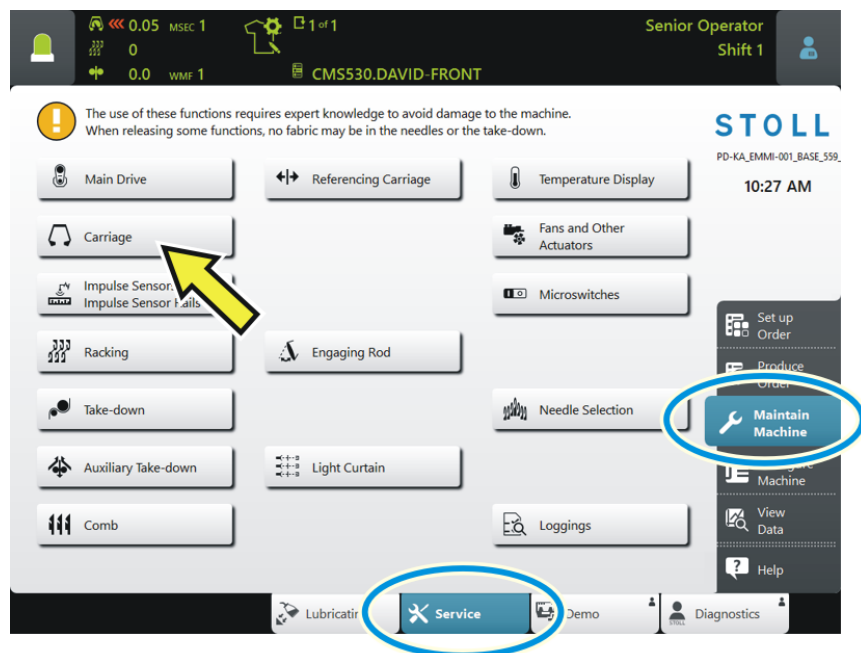 0.05 MSEC 1
1 of 1
Senior Operator
0
Shift 1
0.0 WMF 1
CMS530.DAVID-FRONT
The use of these functions requires expert knowledge to avoid damage to the machine.
When releasing some functions, no fabric may be in the needles or the take-down.
STOLL
PD-KA_EMMI-001_BASE_559_
10:27 AM
Main Drive
Referencing Carriage
Temperature Display
Carriage
Fans and Other
Actuators
Impulse Sensor
Impulse Sensor Rails
Microswitches
Racking
Engaging Rod
Take-down
Needle Selection
Auxiliary Take-down
Light Curtain
Comb
Loggings
Set up
Order
Produce
Order
Maintain
Machine
Machine
View
Data
Help
Lubricatin
Service
Demo
STOLL
Diagnostics